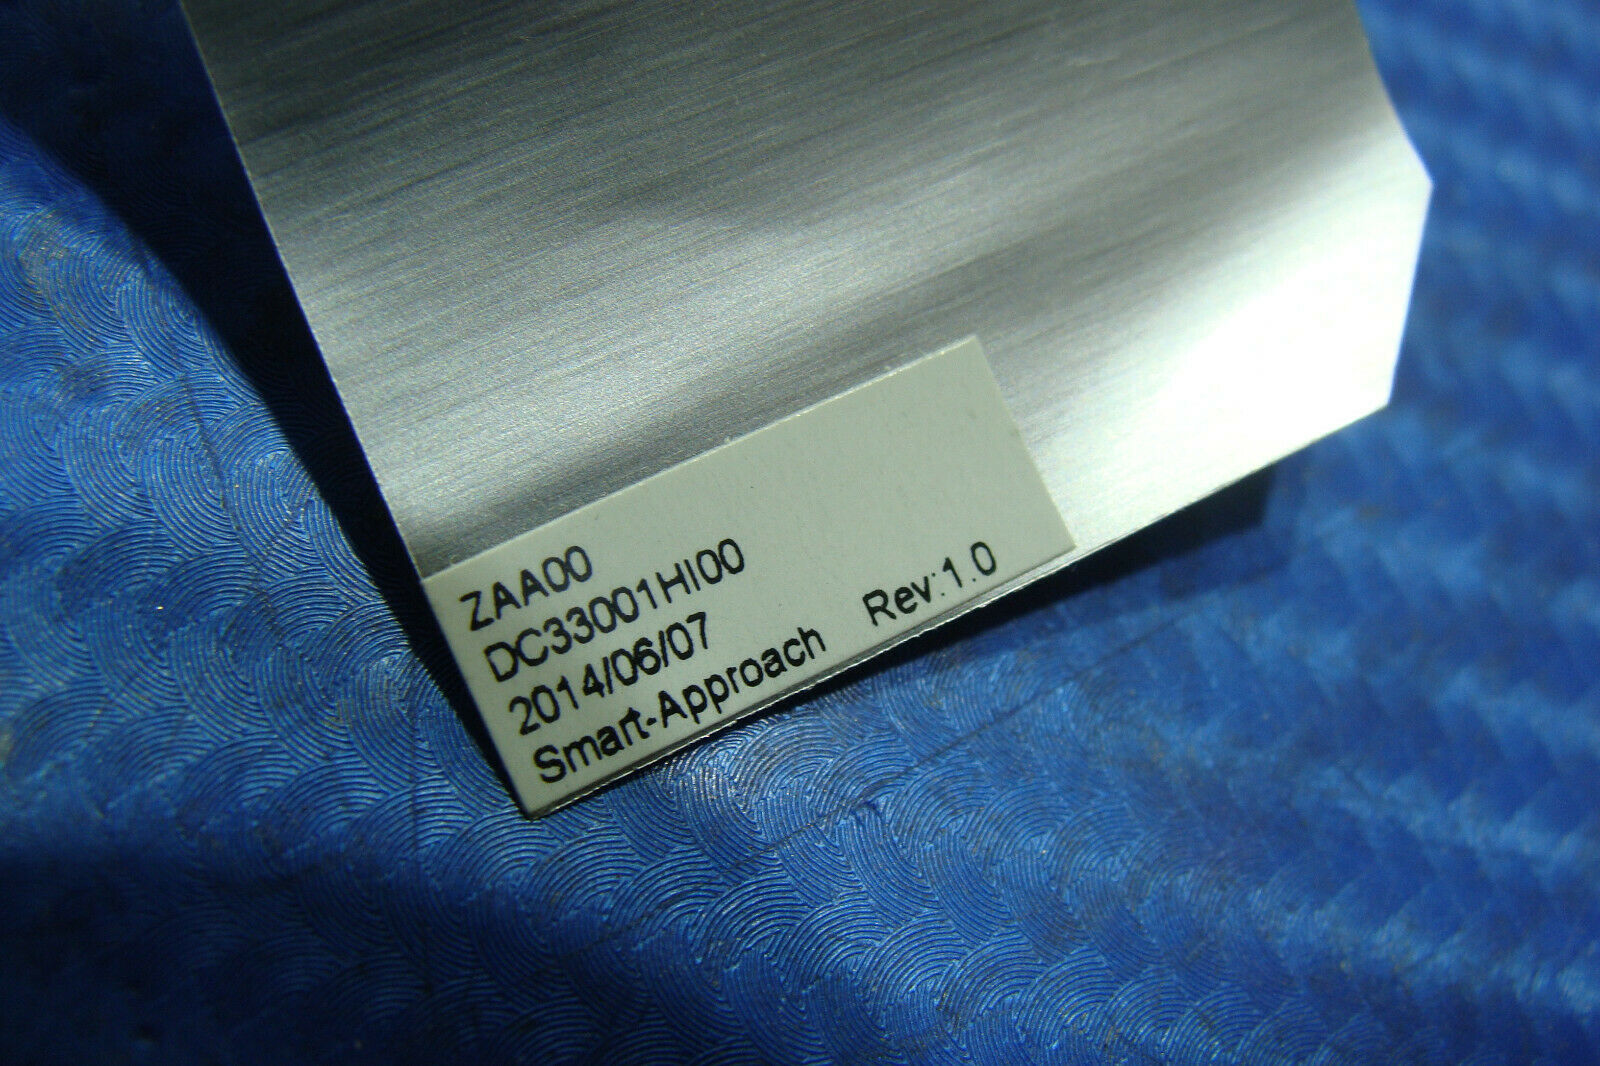 ZAA00
DC33001HI00
2014/06/07
Smart-Approach Rev:1.0